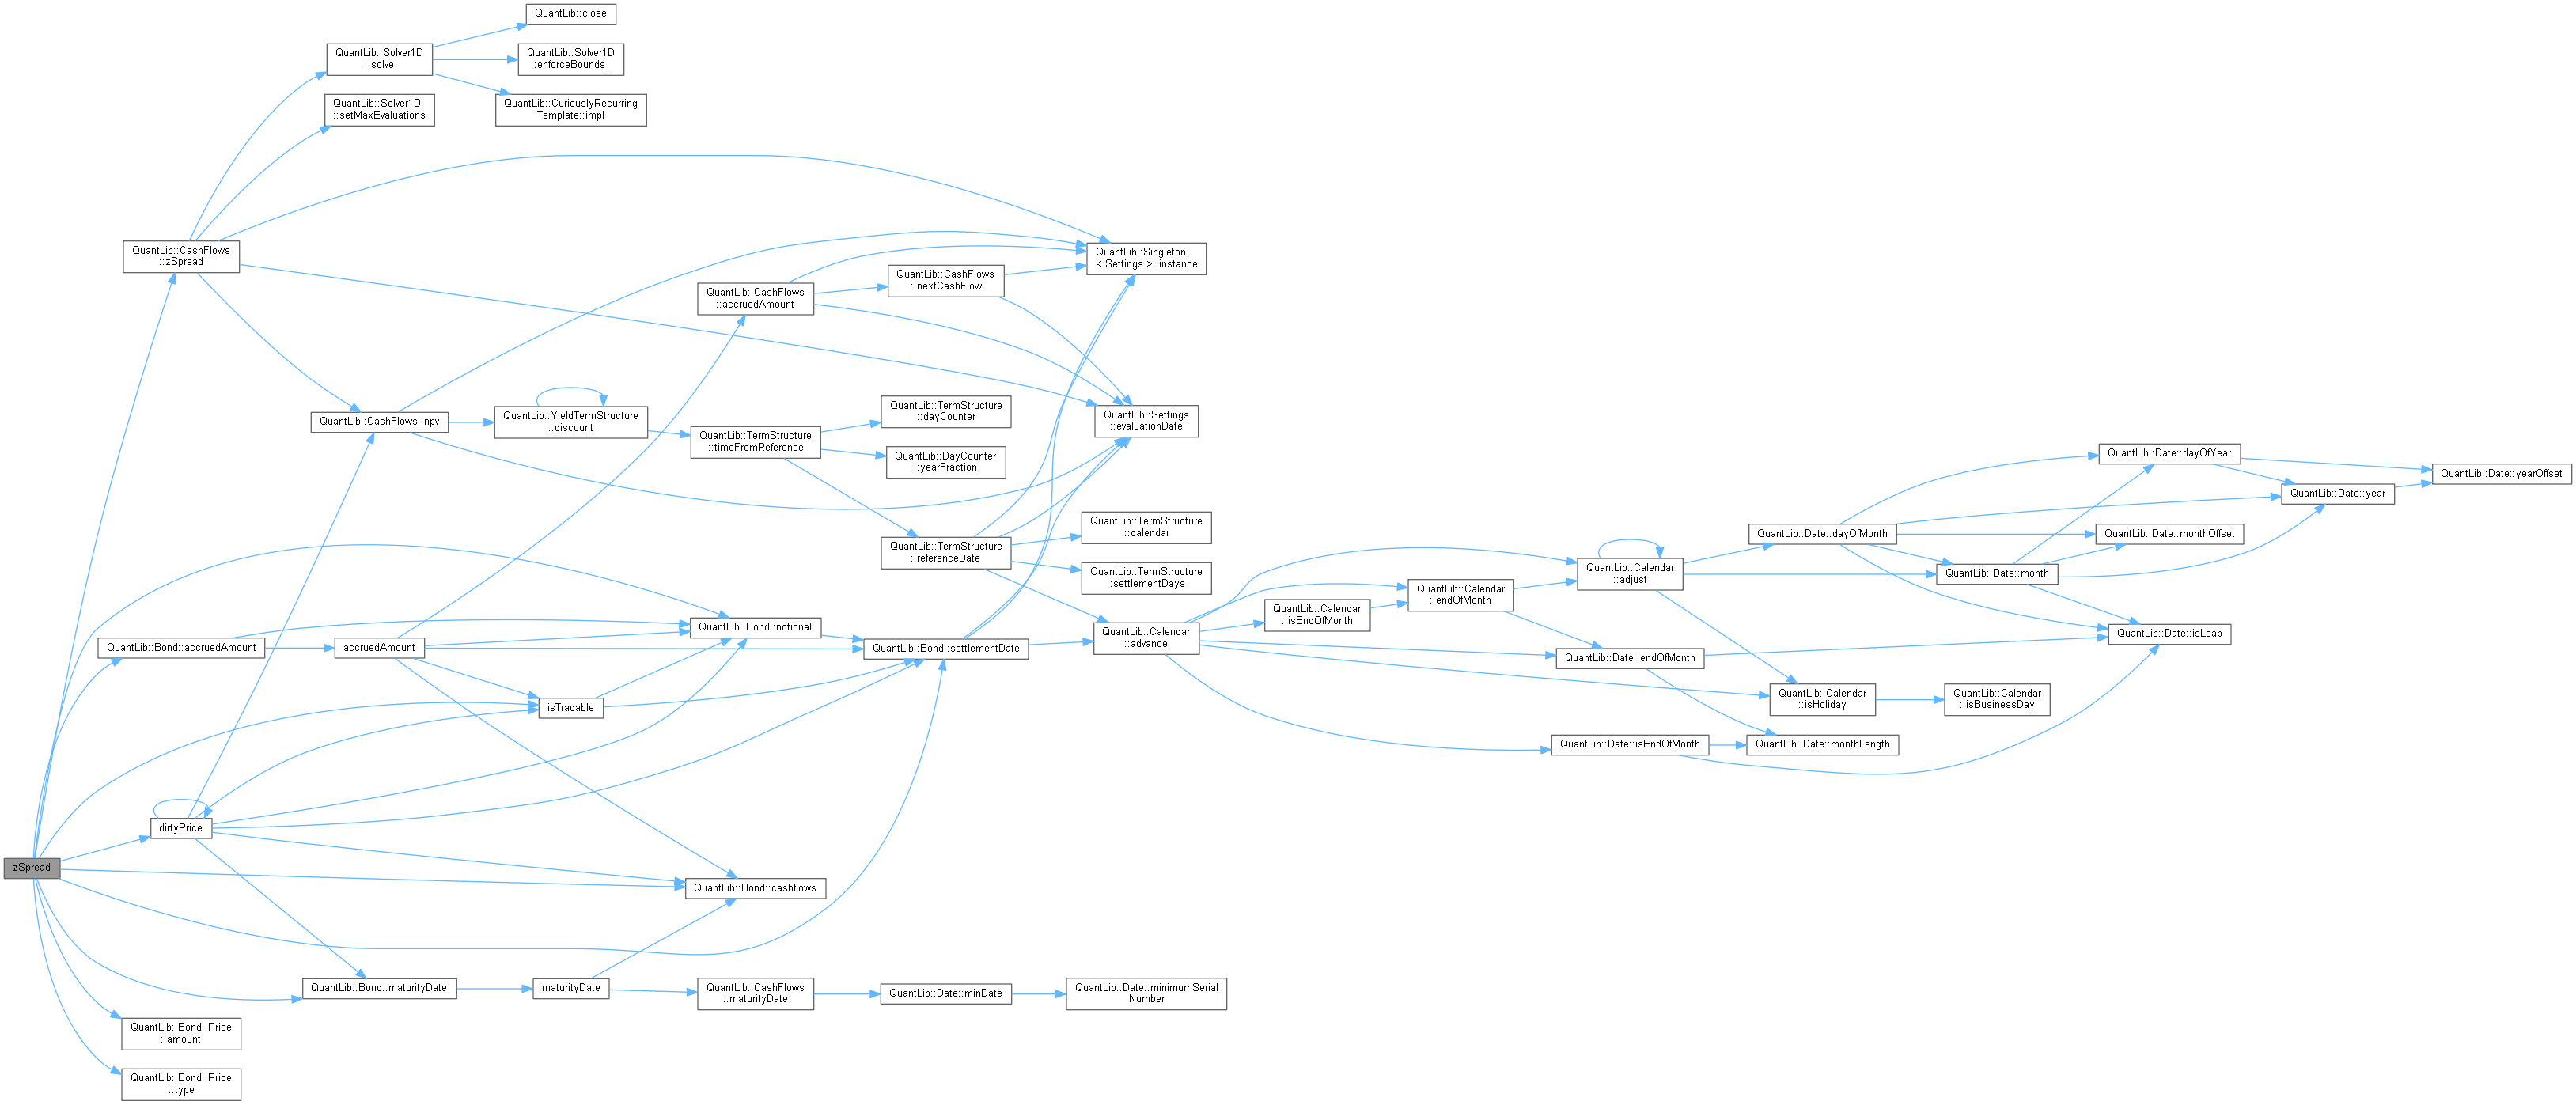 QuantLib::close
QuantLib::Solver1D
::solve
QuantLib::Solver1D
::enforceBounds_
QuantLib::CuriouslyRecurring
Template::impl
QuantLib::Solver1D
::setMaxEvaluations
QuantLib::CashFlows
::zSpread
QuantLib::Singleton
< Settings >::instance
QuantLib::CashFlows
::nextCashFlow
QuantLib::CashFlows
::accruedAmount
QuantLib::TermStructure
::dayCounter
QuantLib::Settings
::evaluationDate
QuantLib::CashFlows::npv
QuantLib::YieldTermStructure
::discount
QuantLib::TermStructure
::timeFromReference
QuantLib::DayCounter
::yearFraction
QuantLib::Date::dayOfYear
QuantLib::Date::yearOffset
QuantLib::Date::year
QuantLib::TermStructure
::calendar
QuantLib::Date::dayOfMonth
QuantLib::Date::monthOffset
QuantLib::TermStructure
::referenceDate
QuantLib::TermStructure
::settlementDays
QuantLib::Calendar
::adjust
QuantLib::Date::month
QuantLib::Calendar
::endOfMonth
QuantLib::Calendar
::isEndOfMonth
QuantLib::Bond::notional
QuantLib::Calendar
::advance
QuantLib::Date::isLeap
QuantLib::Bond::accruedAmount
accruedAmount
QuantLib::Bond::settlementDate
QuantLib::Date::endOfMonth
isTradable
QuantLib::Calendar
::isHoliday
QuantLib::Calendar
::isBusinessDay
QuantLib::Date::isEndOfMonth
QuantLib::Date::monthLength
dirtyPrice
zSpread
QuantLib::Bond::cashflows
QuantLib::Bond::maturityDate
maturityDate
QuantLib::CashFlows
::maturityDate
QuantLib::Date::minDate
QuantLib::Date::minimumSerial
Number
QuantLib::Bond::Price
::amount
QuantLib::Bond::Price
::type